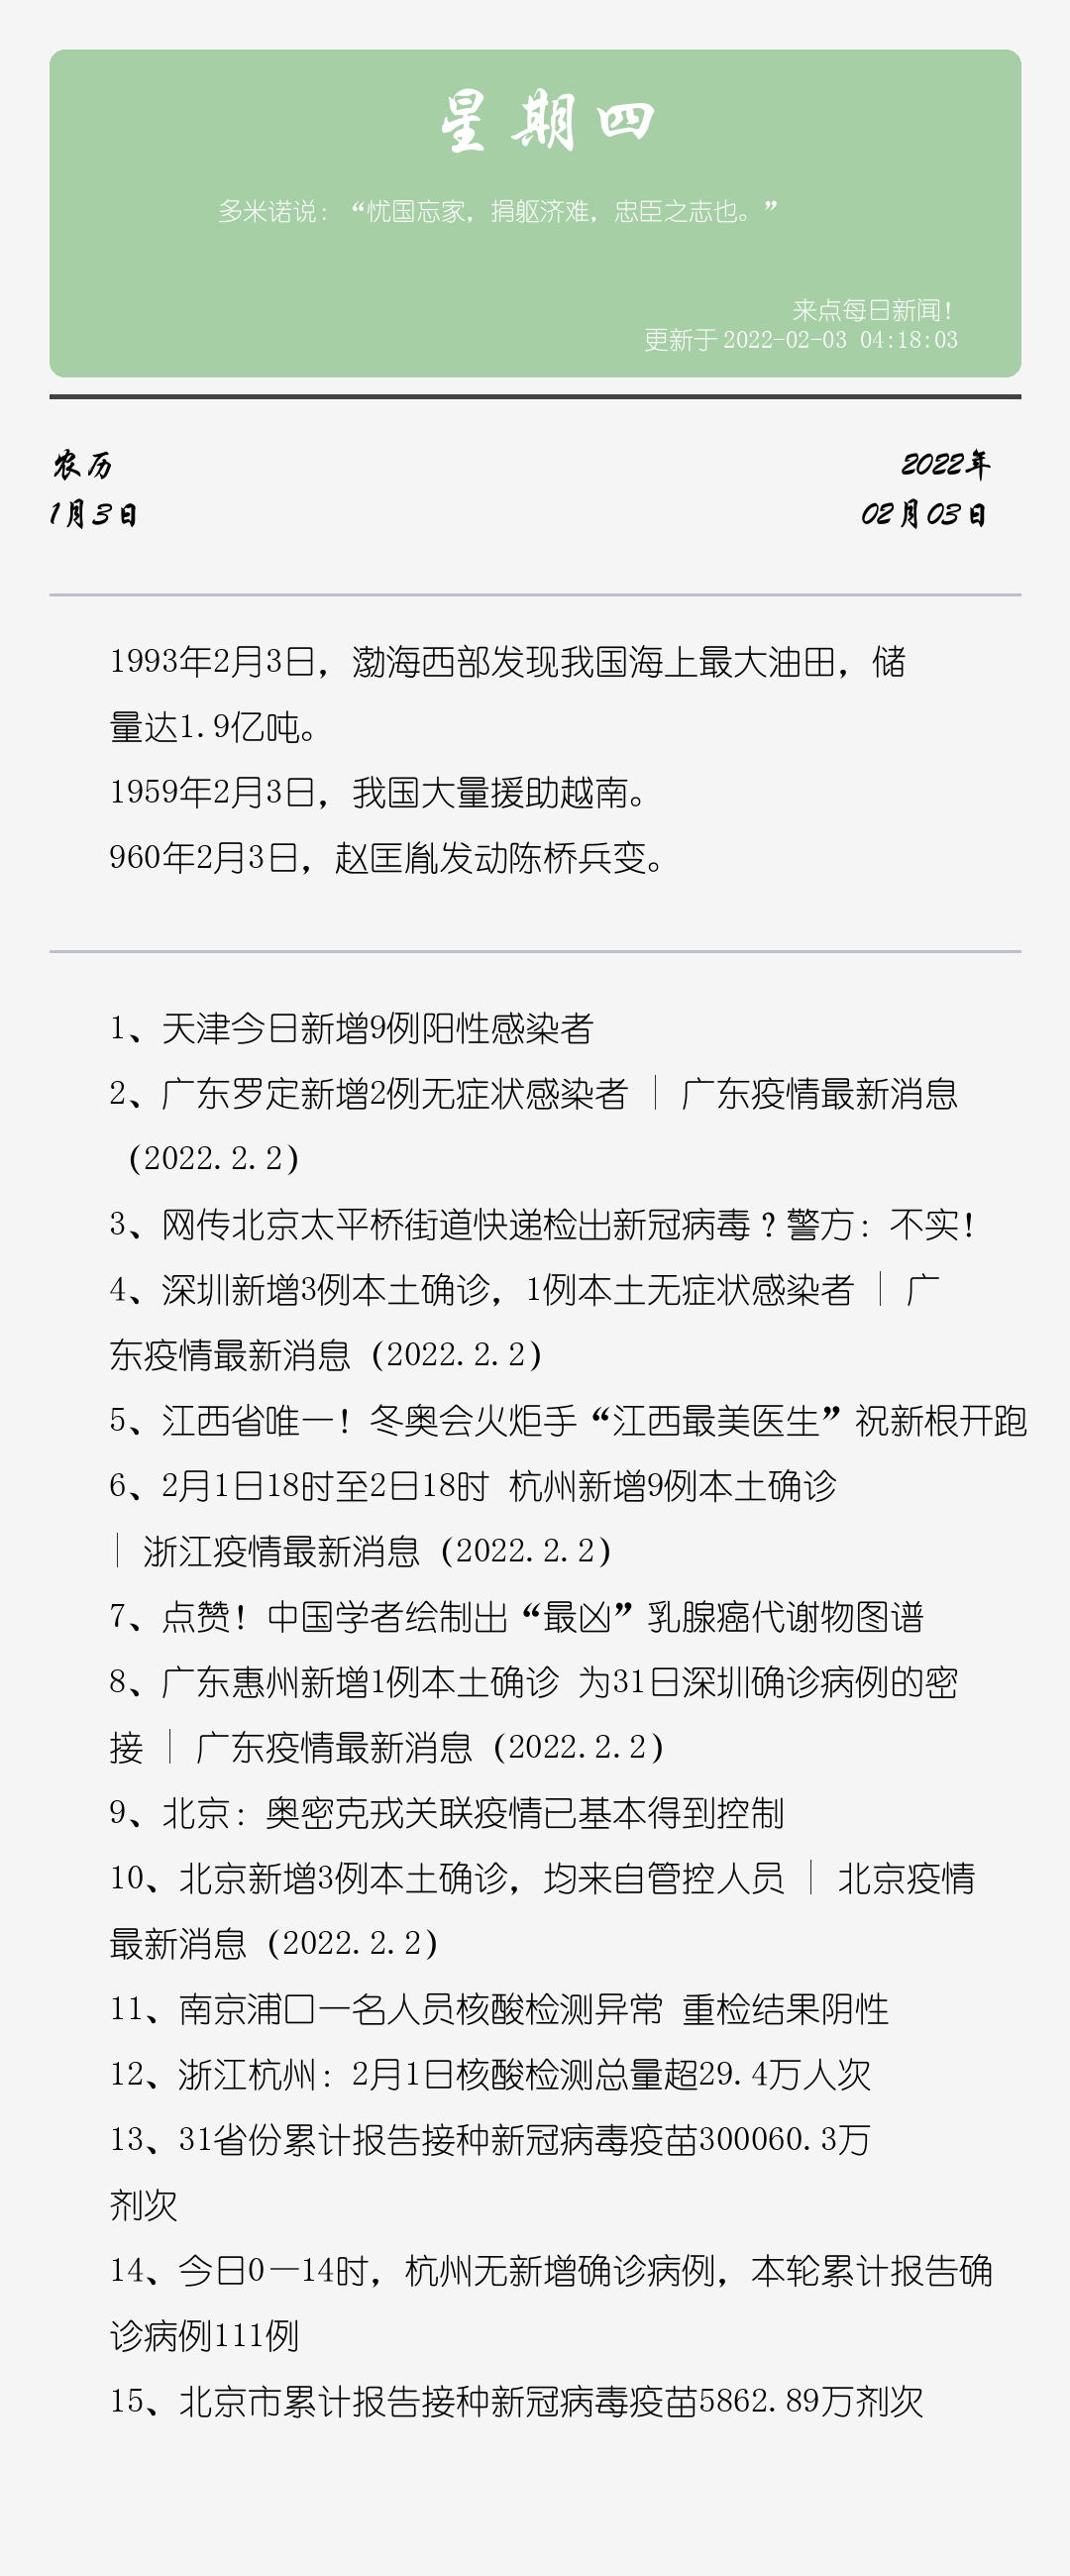 星期四
多米诺说：“忧国忘家，捐躯济难，忠臣之志也。”
来点每日新闻！
更新于 2022-02-03 04:18:03
农历
1月3日
2022年
02月03日
1993年2月3日，渤海西部发现我国海上最大油田，储
量达1.9亿吨。
1959年2月3日，我国大量援助越南。
960年2月3日，赵匡胤发动陈桥兵变。
1、天津今日新增9例阳性感染者
2、广东罗定新增2例无症状感染者 | 广东疫情最新消息
（2022.2.2）
3、网传北京太平桥街道快递检出新冠病毒？警方：不实！
4、深圳新增3例本土确诊，1例本土无症状感染者 | 广
东疫情最新消息（2022.2.2）
5、江西省唯一！冬奥会火炬手“江西最美医生”祝新根开跑
6、2月1日18时至2日18时 杭州新增9例本土确诊
| 浙江疫情最新消息（2022.2.2）
7、点赞！中国学者绘制出“最凶”乳腺癌代谢物图谱
8、广东惠州新增1例本土确诊 为31日深圳确诊病例的密
接 | 广东疫情最新消息（2022.2.2）
9、北京：奥密克戎关联疫情已基本得到控制
10、北京新增3例本土确诊，均来自管控人员 | 北京疫情
最新消息（2022.2.2）
11、南京浦口一名人员核酸检测异常 重检结果阴性
12、浙江杭州：2月1日核酸检测总量超29.4万人次
13、31省份累计报告接种新冠病毒疫苗300060.3万
剂次
14、今日0—14时，杭州无新增确诊病例，本轮累计报告确
诊病例111例
15、北京市累计报告接种新冠病毒疫苗5862.89万剂次